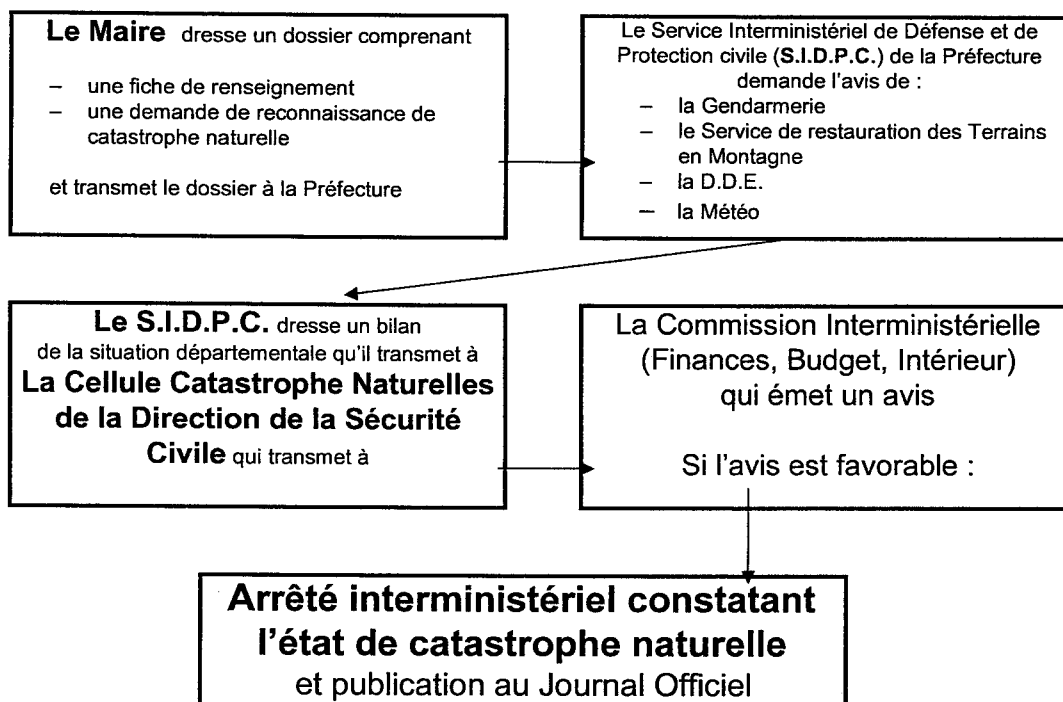 Le Maire dresse un dossier comprenant
– une fiche de renseignement
– une demande de reconnaissance de
catastrophe naturelle
et transmet le dossier à la Préfecture
Le Service Interministériel de Défense et de
Protection civile (S.I.D.P.C.) de la Préfecture
demande l'avis de :
– la Gendarmerie
– le Service de restauration des Terrains
en Montagne
– la D.D.E.
– la Météo
Le S.I.D.P.C. dresse un bilan
de la situation départementale qu'il transmet à
La Cellule Catastrophe Naturelles
de la Direction de la Sécurité
Civile qui transmet à
La Commission Interministérielle
(Finances, Budget, Intérieur)
qui émet un avis
Si l'avis est favorable :
Arrêté interministériel constatant
l'état de catastrophe naturelle
et publication au Journal Officiel